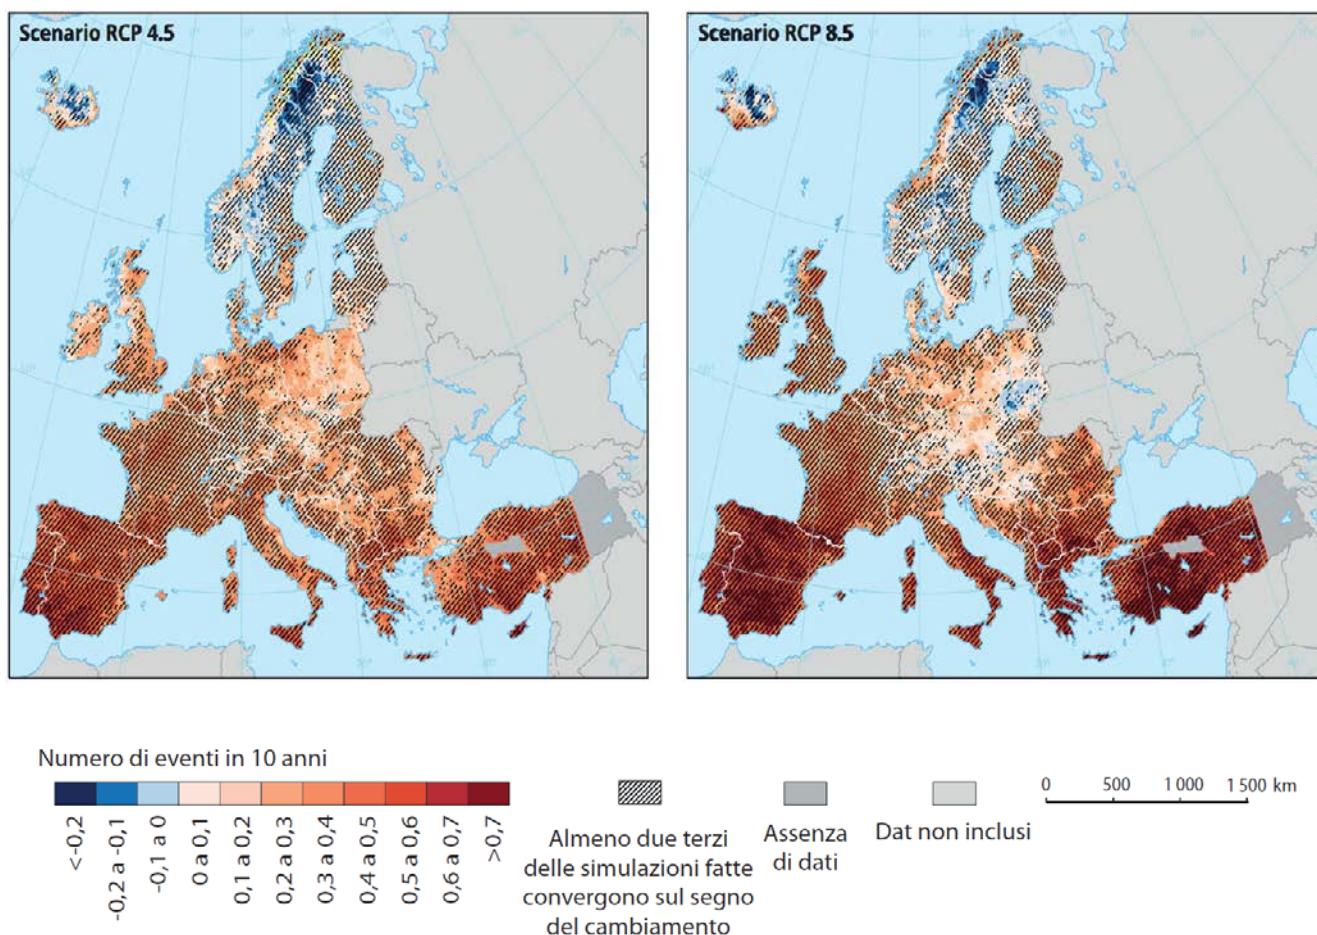 Scenario RCP 4.5
Scenario RCP 8.5
Numero di eventi in 10 anni
<-0,2
-0,2 a -0,1
-0,1 a 0
0 a 0,1
0,1 a 0,2
0,2 a 0,3
0,3 a 0,4
0,4 a 0,5
0,5 a 0,6
0,6 a 0,7
>0,7
Almeno due terzi
delle simulazioni fatte
convergono sul segno
del cambiamento
Assenza
di dati
Dat non inclusi
0 500 1 000 1 500 km